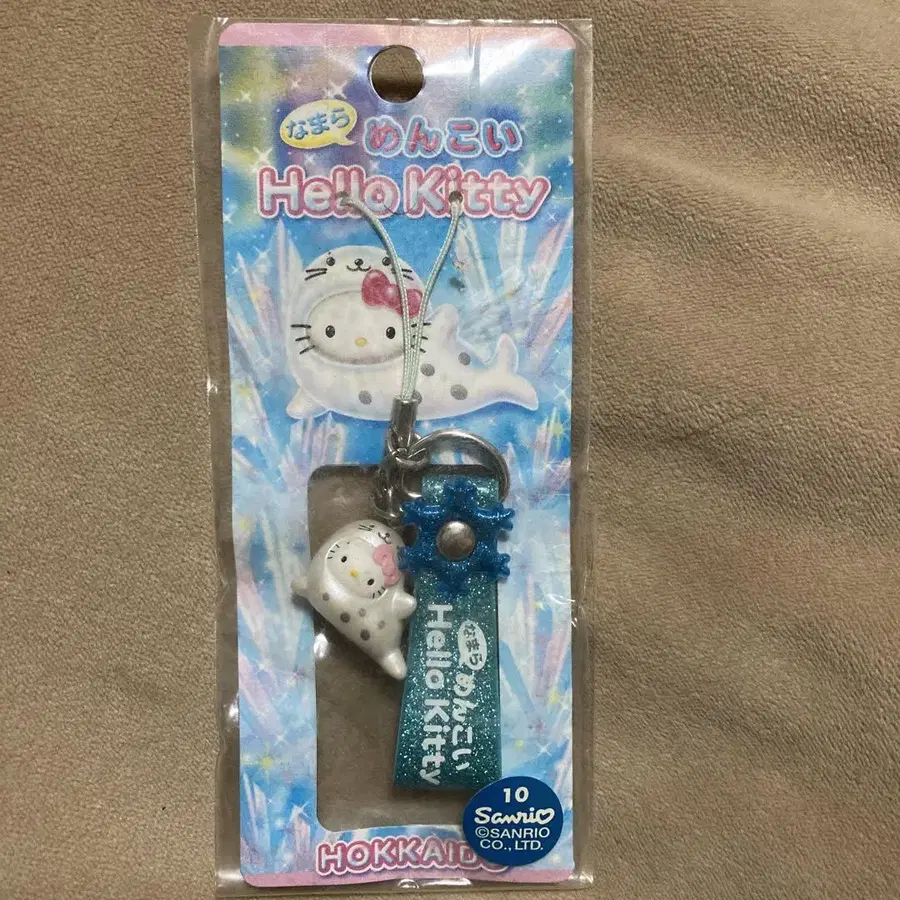 なまら めんこい
Hello Kitty
なまら めんこい
Hello Kitty
10
Sanrio
©SANRIO
CO., LTD.
HOKKAIDO